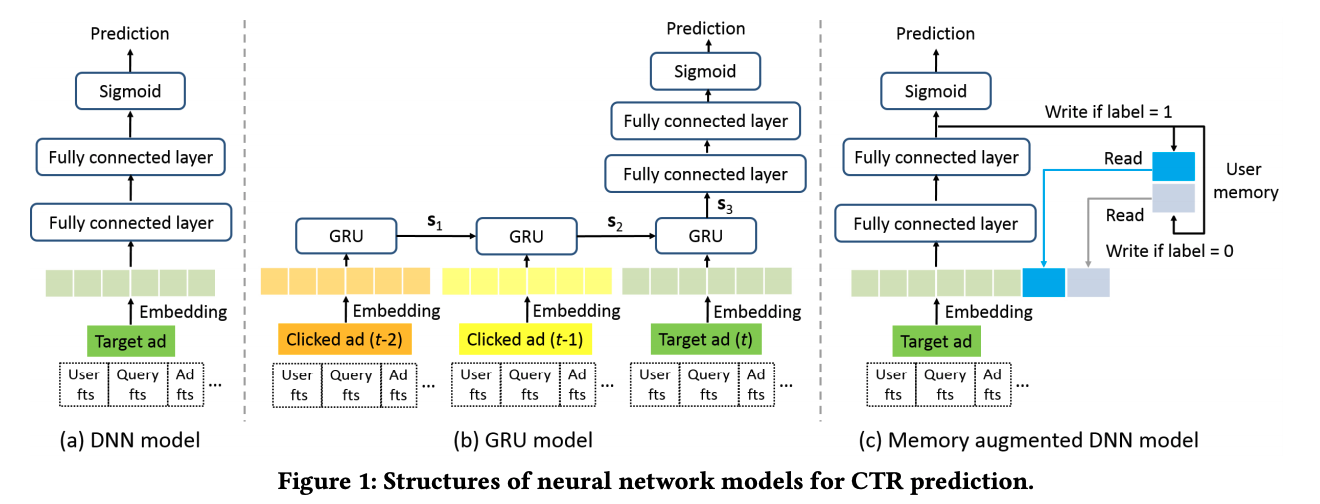 Prediction
Sigmoid
Fully connected layer
Fully connected layer
Embedding
Target ad
User fts
Query fts
Ad fts
...
(a) DNN model
Prediction
Sigmoid
Fully connected layer
Fully connected layer
s3
GRU
s1
GRU
s2
GRU
Embedding
Embedding
Embedding
Clicked ad (t-2)
Clicked ad (t-1)
Target ad (t)
User fts
Query fts
Ad fts
...
User fts
Query fts
Ad fts
...
User fts
Query fts
Ad fts
...
(b) GRU model
Prediction
Sigmoid
Write if label = 1
Fully connected layer
Read
User memory
Fully connected layer
Read
Write if label = 0
Embedding
Target ad
User fts
Query fts
Ad fts
...
(c) Memory augmented DNN model
Figure 1: Structures of neural network models for CTR prediction.